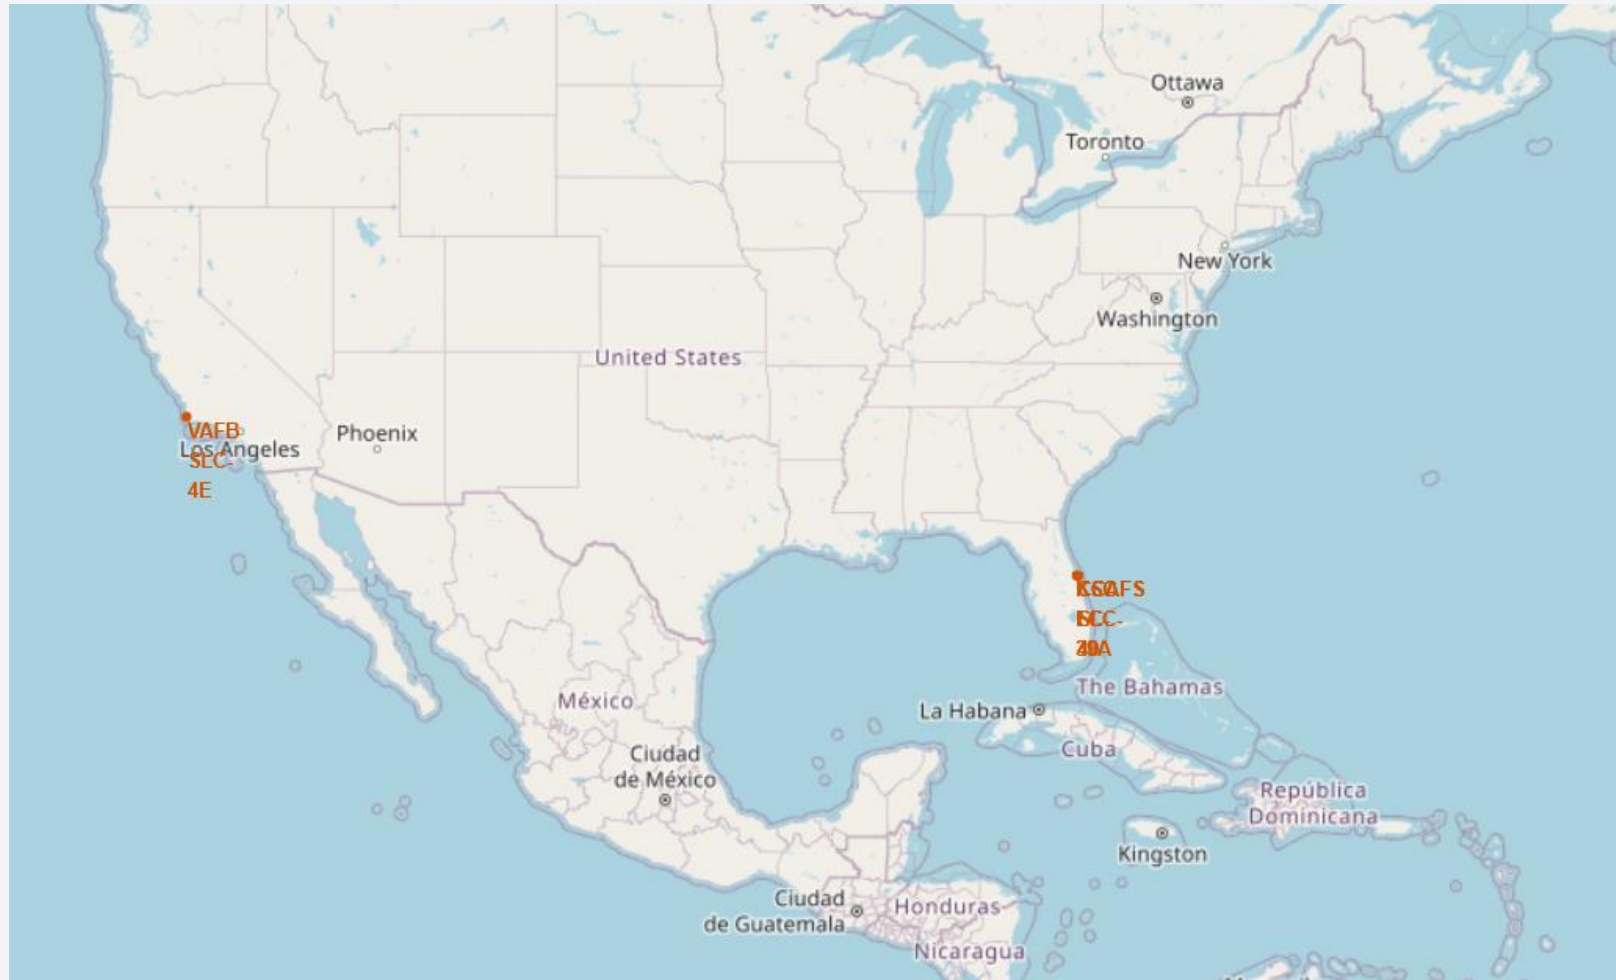 Ottawa
Toronto
New York
Washington
United States
VAFB
SLC-
4E
Los Angeles
Phoenix
México
Ciudad
de México
La Habana
The Bahamas
Cuba
República
Dominicana
Kingston
Ciudad
de Guatemala
Honduras
Nicaragua